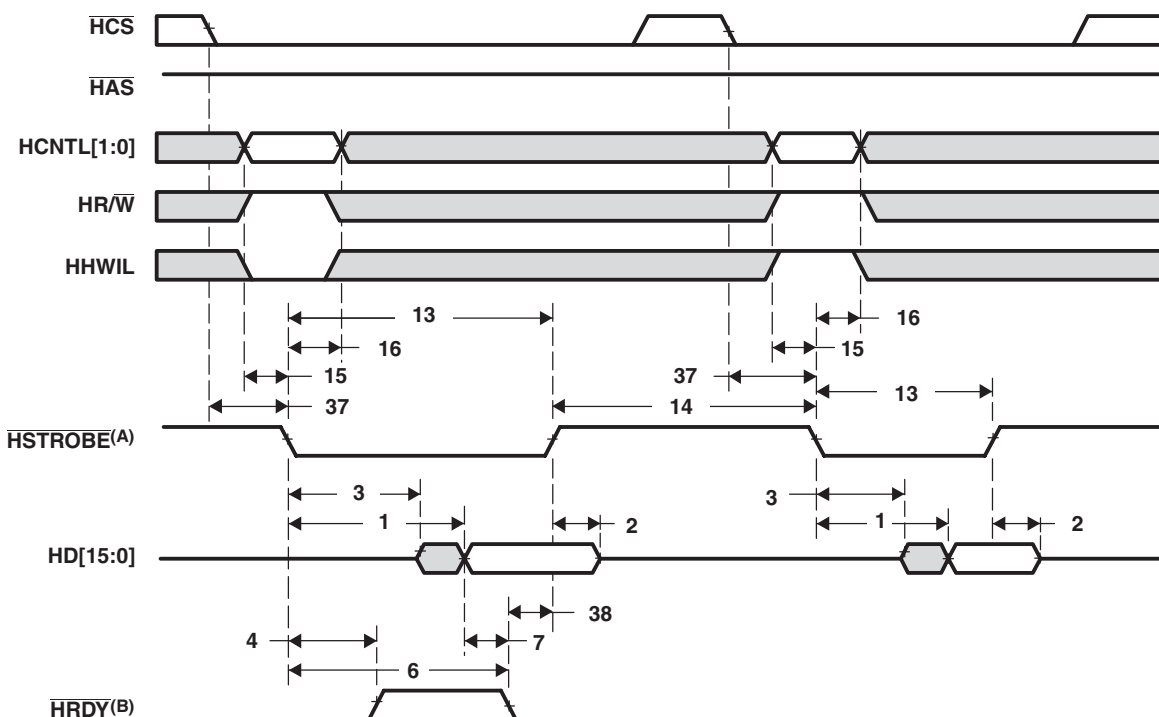 HCS
HAS
HCNTL[1:0]
HR/W
HHWIL
13
16
16
15
15
37
37
13
14
HSTROBE(A)
3
3
1
1
2
2
HD[15:0]
38
4
7
6
HRDY(B)